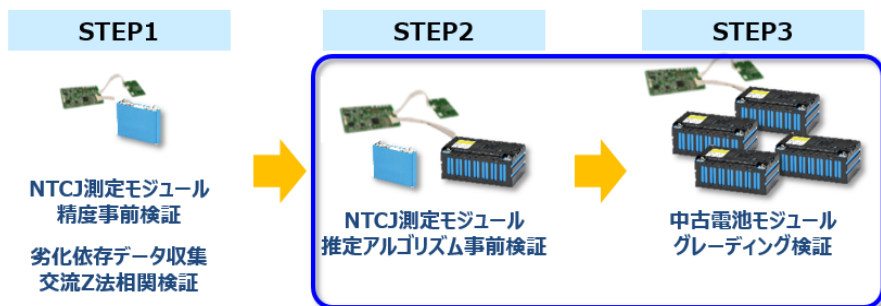 STEP1
NTCJ測定モジュール
精度事前検証
劣化依存データ収集
交流Z法相関検証
STEP2
NTCJ測定モジュール
推定アルゴリズム事前検証
STEP3
中古電池モジュール
グレーディング検証